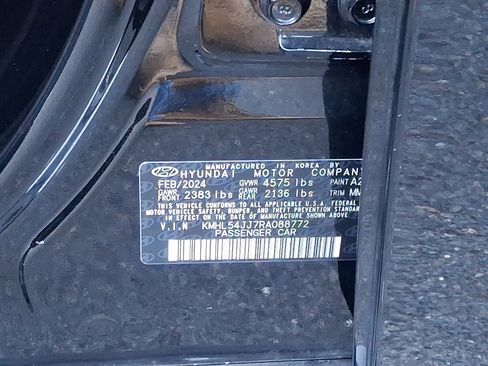 MANUFACTURED IN KOREA BY
HYUNDAI MOTOR COMPANY
FEB/2024 GVWR 4575 lbs PAINT A2
GAWR FRONT 2383 lbs GAWR REAR 2136 lbs TRIM MM
THIS VEHICLE CONFORMS TO ALL APPLICABLE U.S.A FEDERAL
MOTOR VEHICLE SAFETY, BUMPER, AND THEFT PREVENTION STANDARDS
IN EFFECT ON THE DATE OF MANUFACTURE SHOWN ABOVE.
V.I.N KMHL54JJ7RA088772
PASSENGER CAR